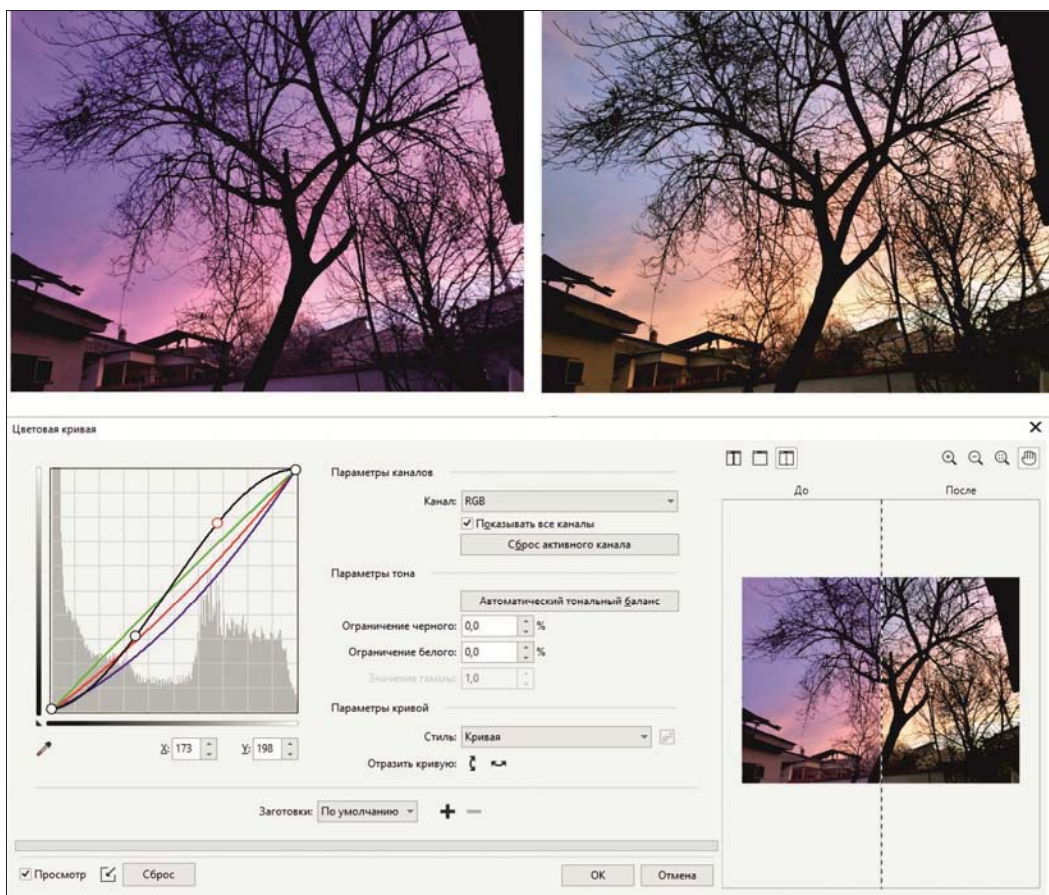 Цветовая кривая
До
После
Параметры каналов
Канал: RGB
Показывать все каналы
Сброс активного канала
Параметры тона
Автоматический тональный баланс
Ограничение черного: 0,0 %
Ограничение белого: 0,0 %
Значение гаммы: 1,0
Параметры кривой
X: 173 Y: 198
Стиль: Кривая
Отразить кривую:
Заготовки: По умолчанию
Просмотр Сброс OK Отмена